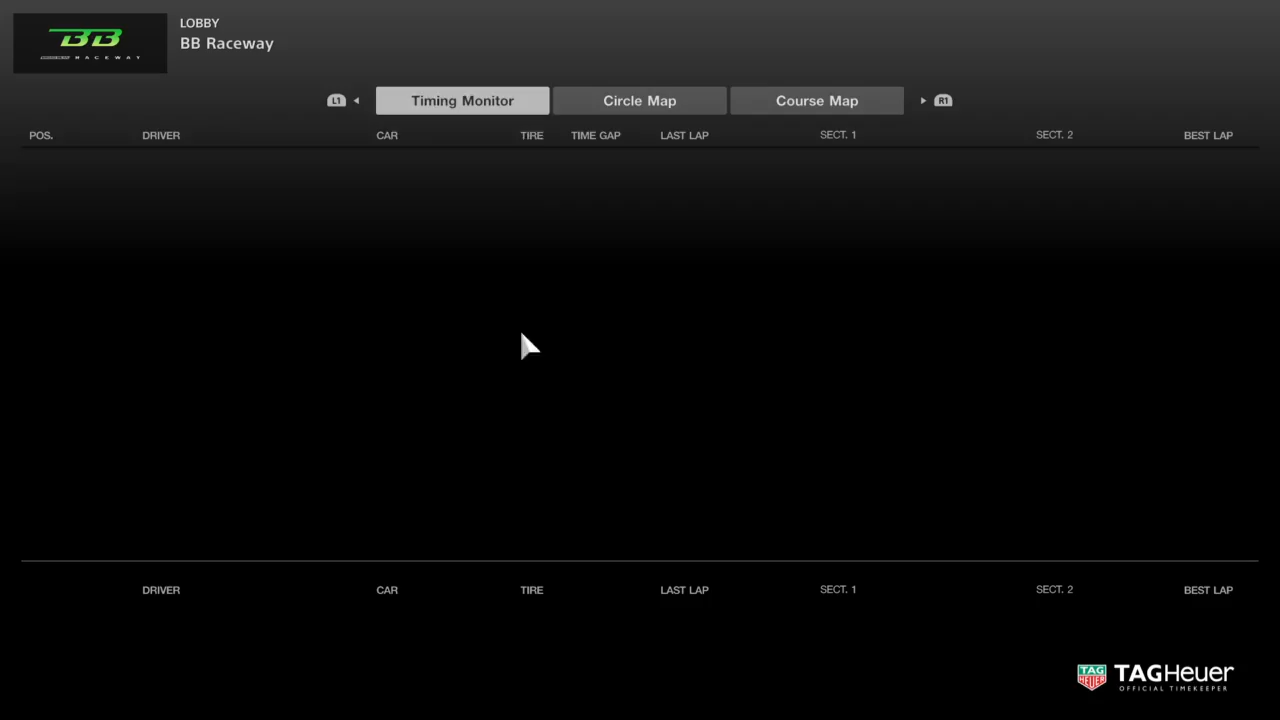 LOBBY
BB Raceway
BB
RACEWAY
L1 Timing Monitor Circle Map Course Map R1
POS. DRIVER CAR TIRE TIME GAP LAST LAP SECT. 1 SECT. 2 BEST LAP
DRIVER CAR TIRE LAST LAP SECT. 1 SECT. 2 BEST LAP
TAG HEUER
TAGHeuer
OFFICIAL TIMEKEEPER